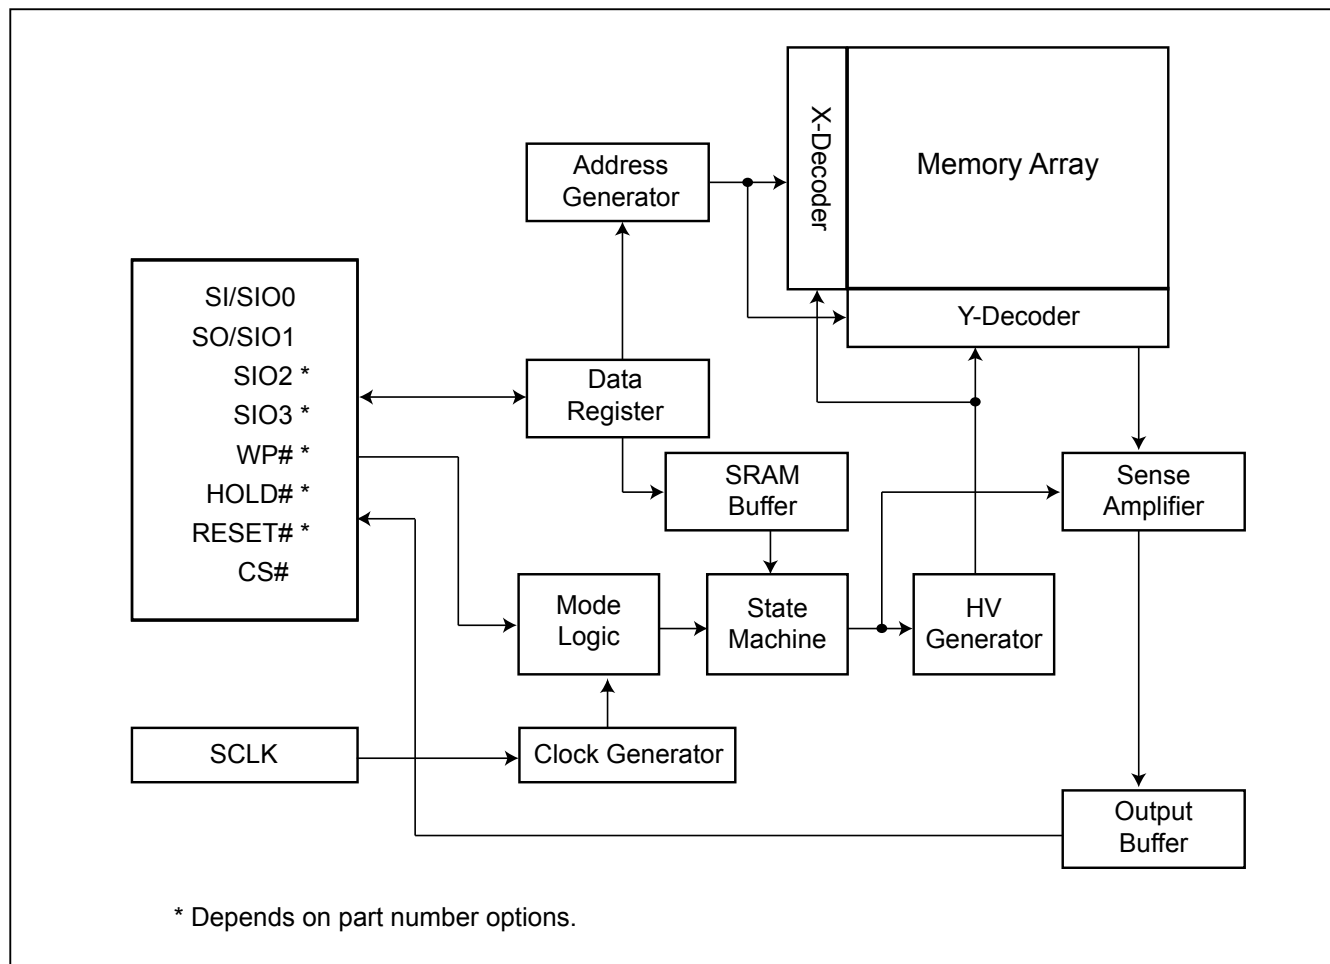 X-Decoder
Memory Array
Address
Generator
SI/SIO0
SO/SIO1
SIO2 *
SIO3 *
WP# *
HOLD# *
RESET# *
CS#
Y-Decoder
Data
Register
SRAM
Buffer
Sense
Amplifier
Mode
Logic
State
Machine
HV
Generator
SCLK
Clock Generator
Output
Buffer
* Depends on part number options.